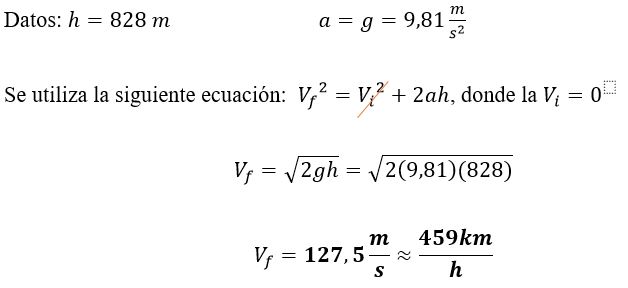 Datos: h = 828 m a = g = 9,81 m/s²
Se utiliza la siguiente ecuación: V_f² = V_i² + 2ah, donde la V_i = 0
V_f = √2gh = √2(9,81)(828)
V_f = 127,5 m/s ≈ 459km/h